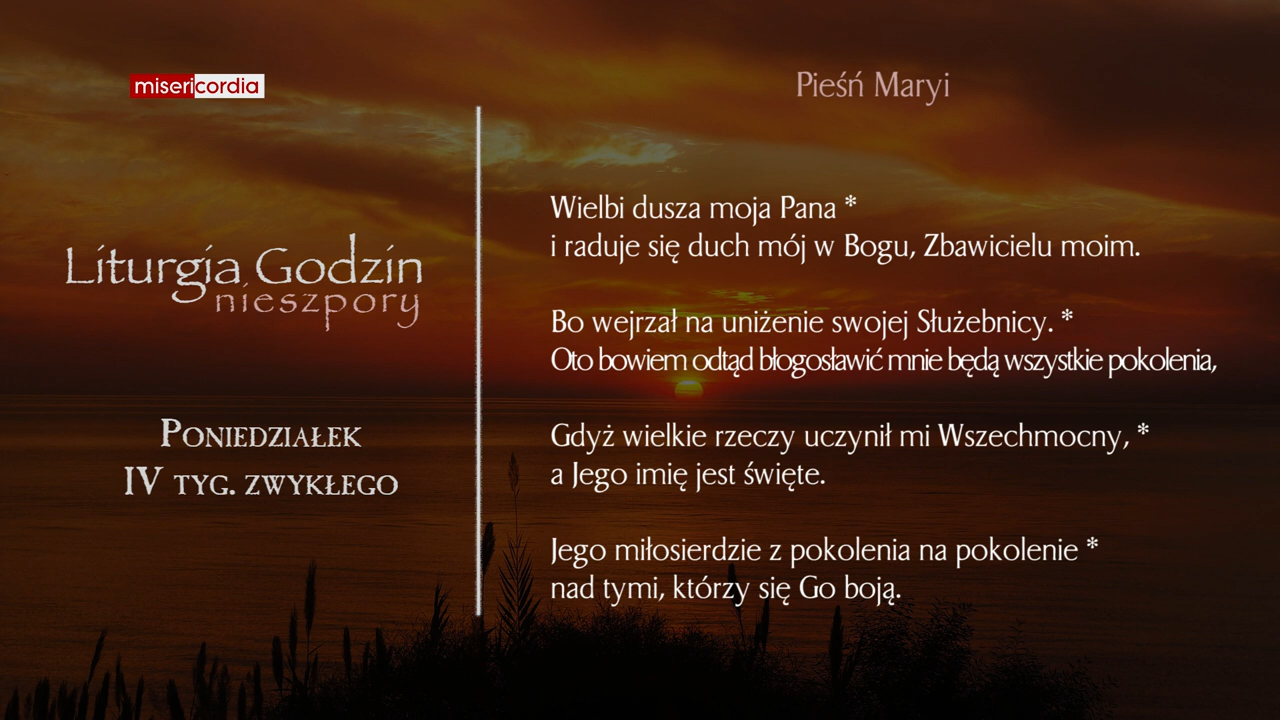 misericordia
Pieśń Maryi
Liturgia Godzin
nieszpory
Poniedziałek
IV tyg. zwykłego
Wielbi dusza moja Pana *
i raduje się duch mój w Bogu, Zbawicielu moim.
Bo wejrzał na uniżenie swojej Służebnicy. *
Oto bowiem odtąd błogosławić mnie będą wszystkie pokolenia,
Gdyż wielkie rzeczy uczynił mi Wszechmocny, *
a Jego imię jest święte.
Jego miłosierdzie z pokolenia na pokolenie *
nad tymi, którzy się Go boją.